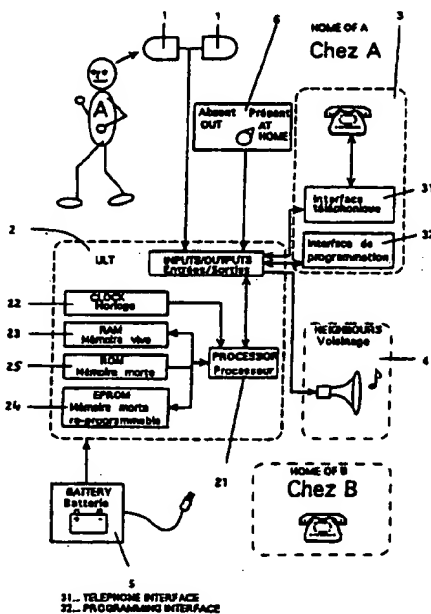 1
1
6
HOME OF A
Chez A
3
Absent Présent
OUT AT
HOME
A
Interface
téléphonique
31
Interface de
programmation
32
2
ULT
INPUTS/OUTPUTS
Entrées/Sorties
22
CLOCK
Horloge
23
RAM
Mémoire vive
25
ROM
Mémoire morte
24
EPROM
Mémoire morte
re-programmable
PROCESSOR
Processeur
NEIGHBOURS
Voisinage
4
21
BATTERY
Batterie
5
HOME OF B
Chez B
31... TELEPHONE INTERFACE
32... PROGRAMMING INTERFACE